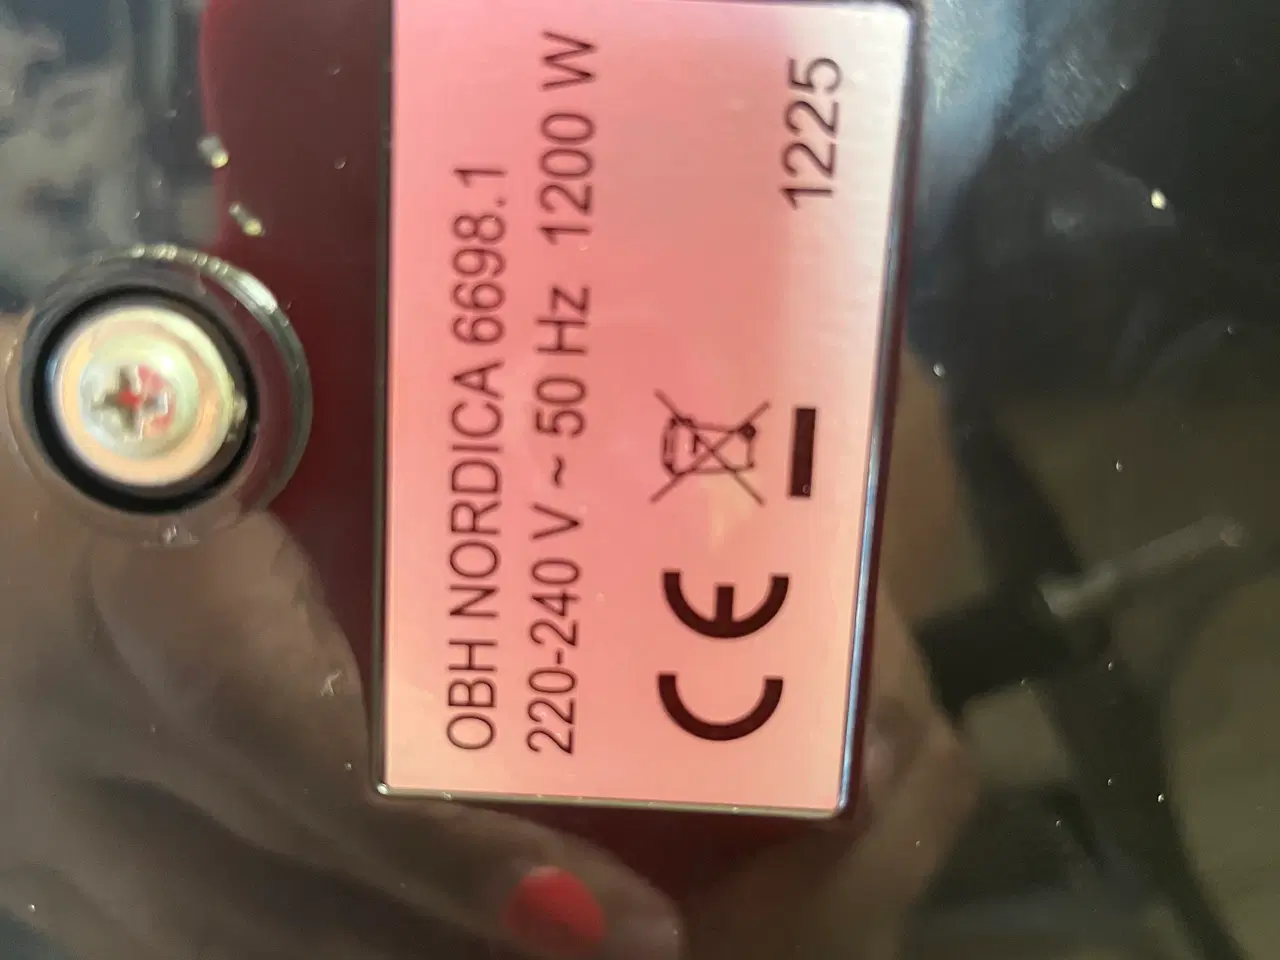 OBH NORDICA 6698.1
220-240 V ~ 50 Hz 1200 W
CE
1225